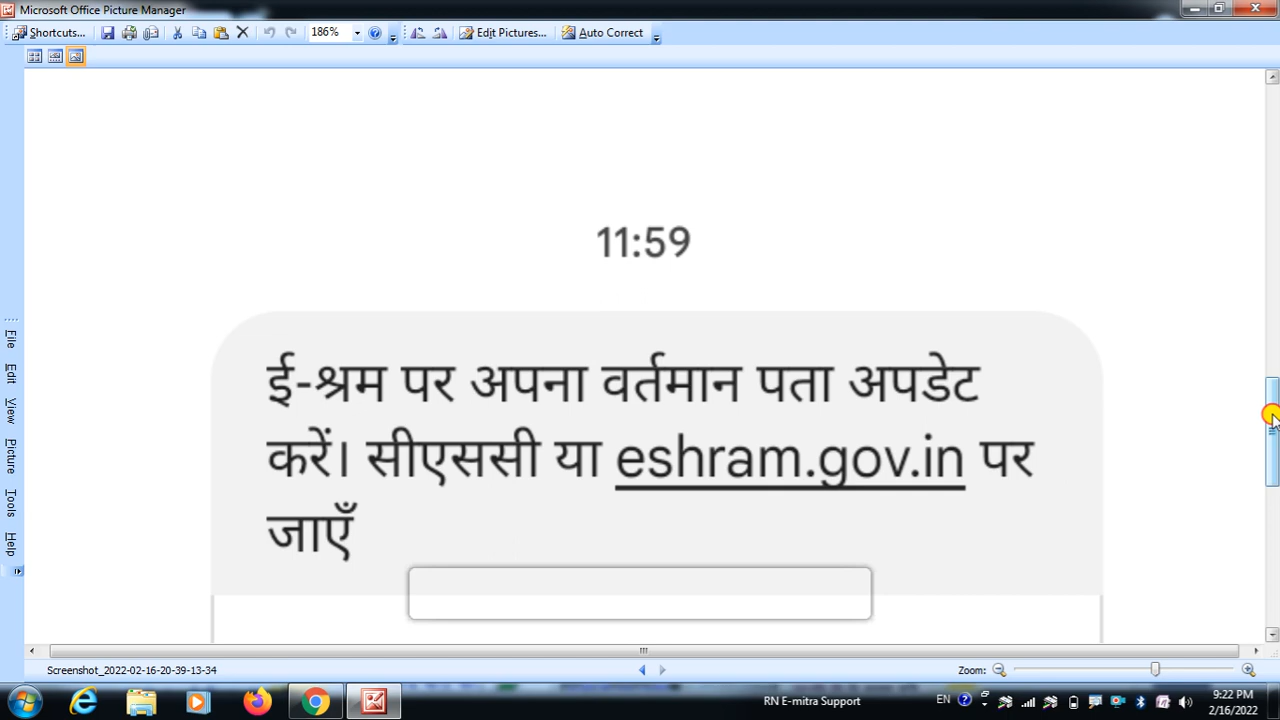 Microsoft Office Picture Manager
Shortcuts... 186% Edit Pictures... Auto Correct
11:59
ई-श्रम पर अपना वर्तमान पता अपडेट
करें। सीएससी या eshram.gov.in पर
जाएँ
File
Edit
View
Picture
Tools
Help
Screenshot_2022-02-16-20-39-13-34 Zoom:
RN E-mitra Support EN 9:22 PM
2/16/2022